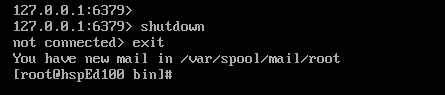 127.0.0.1:6379>
127.0.0.1:6379> shutdown
not connected> exit
You have new mail in /var/spool/mail/root
[root@hspEd100 bin]#